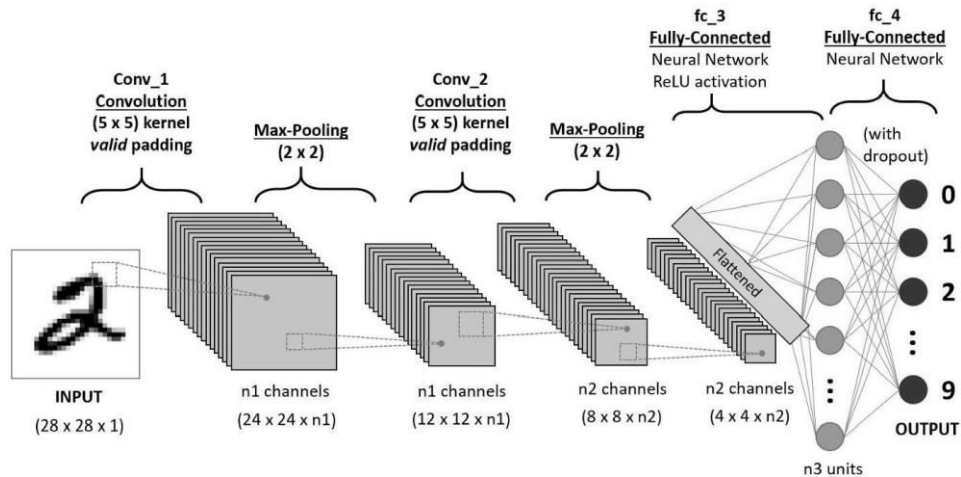 fc_3
Fully-Connected
Neural Network
ReLU activation
fc_4
Fully-Connected
Neural Network
Conv_1
Convolution
(5 x 5) kernel
valid padding
Max-Pooling
(2 x 2)
Conv_2
Convolution
(5 x 5) kernel
valid padding
Max-Pooling
(2 x 2)
(with
dropout)
Flattened
0
1
2
9
INPUT
(28 x 28 x 1)
n1 channels
(24 x 24 x n1)
n1 channels
(12 x 12 x n1)
n2 channels
(8 x 8 x n2)
n2 channels
(4 x 4 x n2)
OUTPUT
n3 units